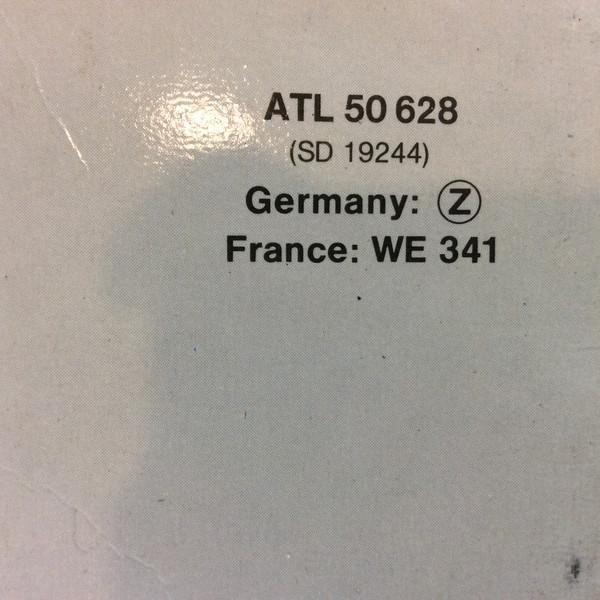 ATL 50 628
(SD 19244)
Germany: Ⓩ
France: WE 341